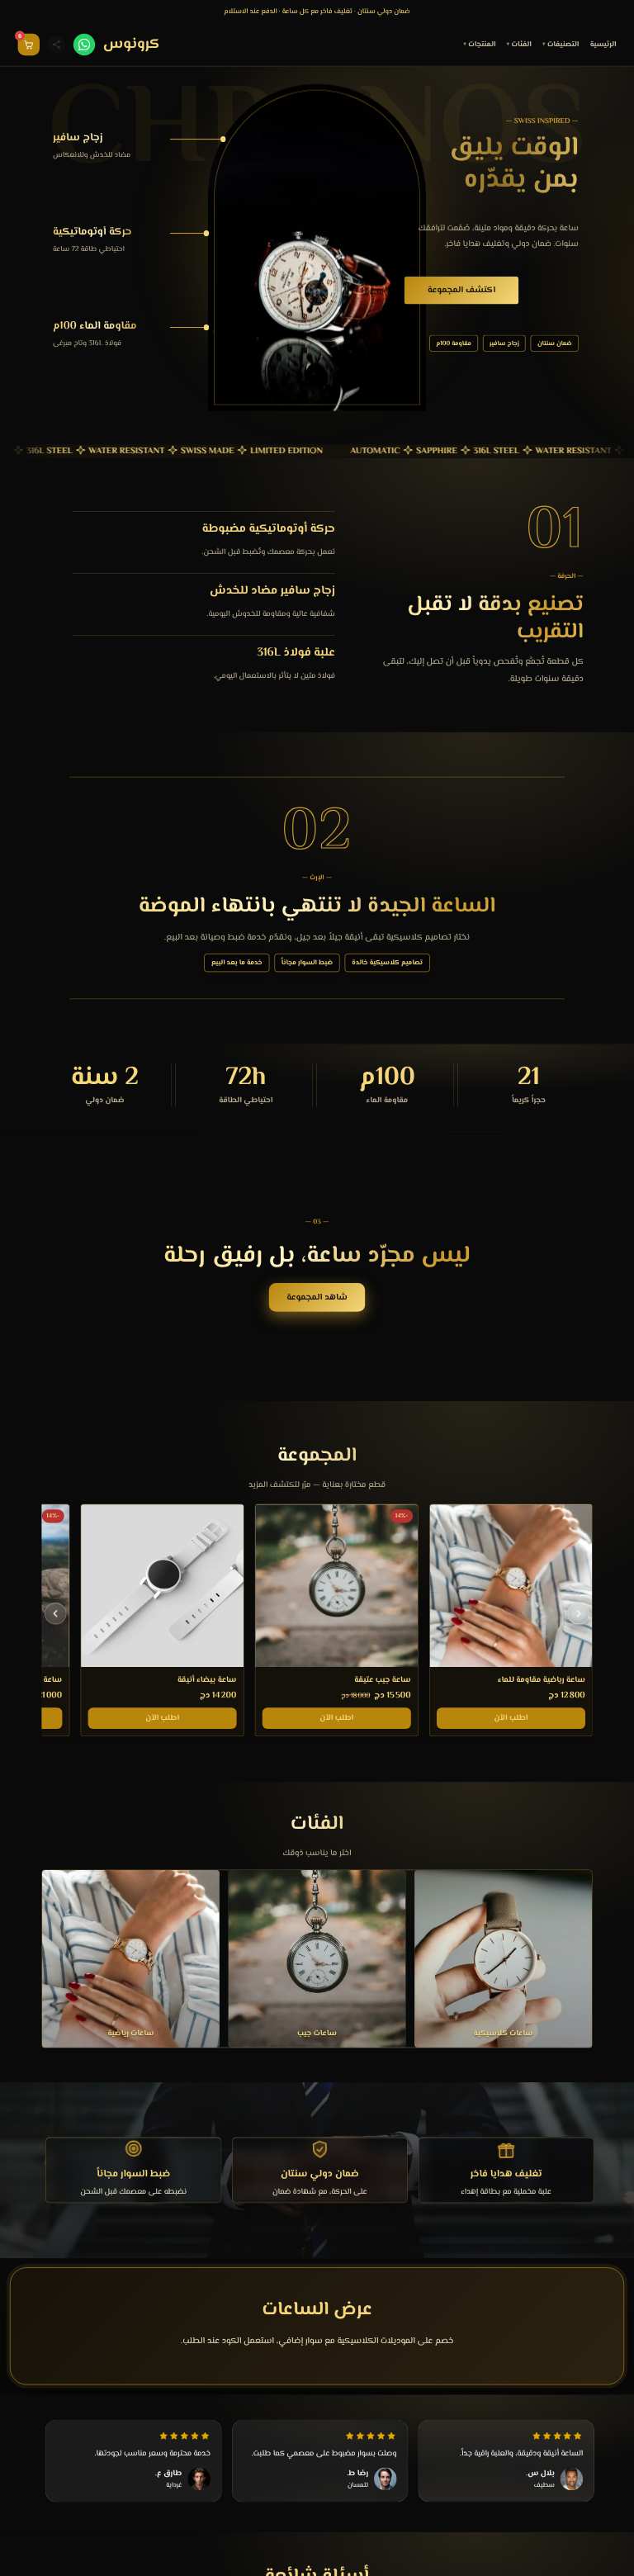 ضمان دولي سنتان · تغليف فاخر مع كل ساعة · الدفع عند الاستلام
الرئيسية
التصنيفات
الفئات
المنتجات
كرونوس
0
CHRONOS
— SWISS INSPIRED —
الوقت يليق
بمن يقدّره
ساعة بحركة دقيقة ومواد متينة، صُمّمت لترافقك
سنوات. ضمان دولي وتغليف هدايا فاخر.
اكتشف المجموعة
ضمان سنتان
زجاج سافير
مقاومة 100م
زجاج سافير
مضاد للخدش وللانعكاس
حركة أوتوماتيكية
احتياطي طاقة 72 ساعة
مقاومة الماء 100م
فولاذ 316L وتاج مبرغي
316L STEEL ✧ WATER RESISTANT ✧ SWISS MADE ✧ LIMITED EDITION
AUTOMATIC ✧ SAPPHIRE ✧ 316L STEEL ✧ WATER RESISTANT
01
— الحرفة —
تصنيع بدقة لا تقبل
التقريب
كل قطعة تُجمَّع وتُفحص يدوياً قبل أن تصل إليك، لتبقى
دقيقة سنوات طويلة.
حركة أوتوماتيكية مضبوطة
تعمل بحركة معصمك وتُضبط قبل الشحن.
زجاج سافير مضاد للخدش
شفافية عالية ومقاومة للخدوش اليومية.
علبة فولاذ 316L
فولاذ متين لا يتأثر بالاستعمال اليومي.
02
— الإرث —
الساعة الجيدة لا تنتهي بانتهاء الموضة
نختار تصاميم كلاسيكية تبقى أنيقة جيلاً بعد جيل، ونقدّم خدمة ضبط وصيانة بعد البيع.
تصاميم كلاسيكية خالدة
ضبط السوار مجاناً
خدمة ما بعد البيع
21
حجراً كريماً
100م
مقاومة الماء
72h
احتياطي الطاقة
2 سنة
ضمان دولي
— 03 —
ليس مجرّد ساعة، بل رفيق رحلة
شاهد المجموعة
المجموعة
قطع مختارة بعناية — مرّر لتكتشف المزيد
ساعة رياضية مقاومة للماء
12800 دج
اطلب الآن
-14%
ساعة جيب عتيقة
15500 دج 18000 دج
اطلب الآن
ساعة بيضاء أنيقة
14200 دج
اطلب الآن
-14%
ساعة
الفئات
اختر ما يناسب ذوقك
ساعات كلاسيكية
ساعات جيب
ساعات رياضية
تغليف هدايا فاخر
علبة مخملية مع بطاقة إهداء
ضمان دولي سنتان
على الحركة، مع شهادة ضمان
ضبط السوار مجاناً
نضبطه على معصمك قبل الشحن
عرض الساعات
خصم على الموديلات الكلاسيكية مع سوار إضافي، استعمل الكود عند الطلب.
الساعة أنيقة ودقيقة، والعلبة راقية جداً.
بلال س.
سطيف
وصلت بسوار مضبوط على معصمي كما طلبت.
رضا ط.
تلمسان
خدمة محترمة وسعر مناسب لجودتها.
طارق ع.
غرداية
أسئلة شائعة